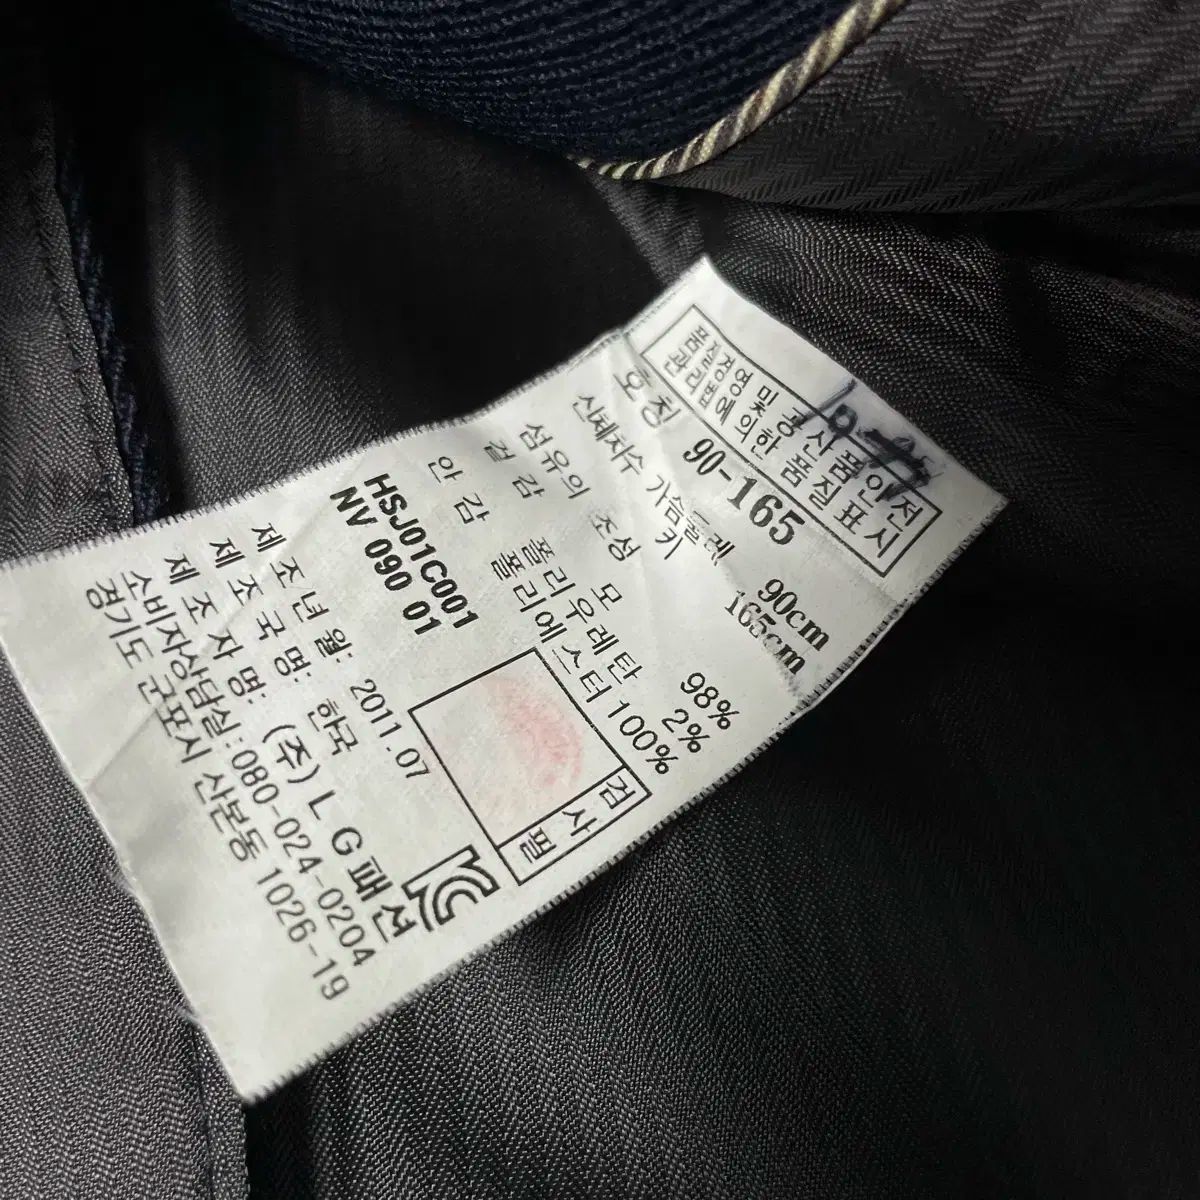 품질경영 및 공산품안전
관리법에 의한 품질표시
호칭 90-165
신체치수 가슴둘레 90cm
키 165cm
섬유의 조성
겉감 모 98%
폴리우레탄 2%
안감 폴리에스터 100%
HSJ01C001
NV 090 01
검사필
제조년월: 2011.07
제조국명: 한국
제조자명: (주)LG패션
소비자상담실:080-024-0204
경기도 군포시 산본동 1026-19